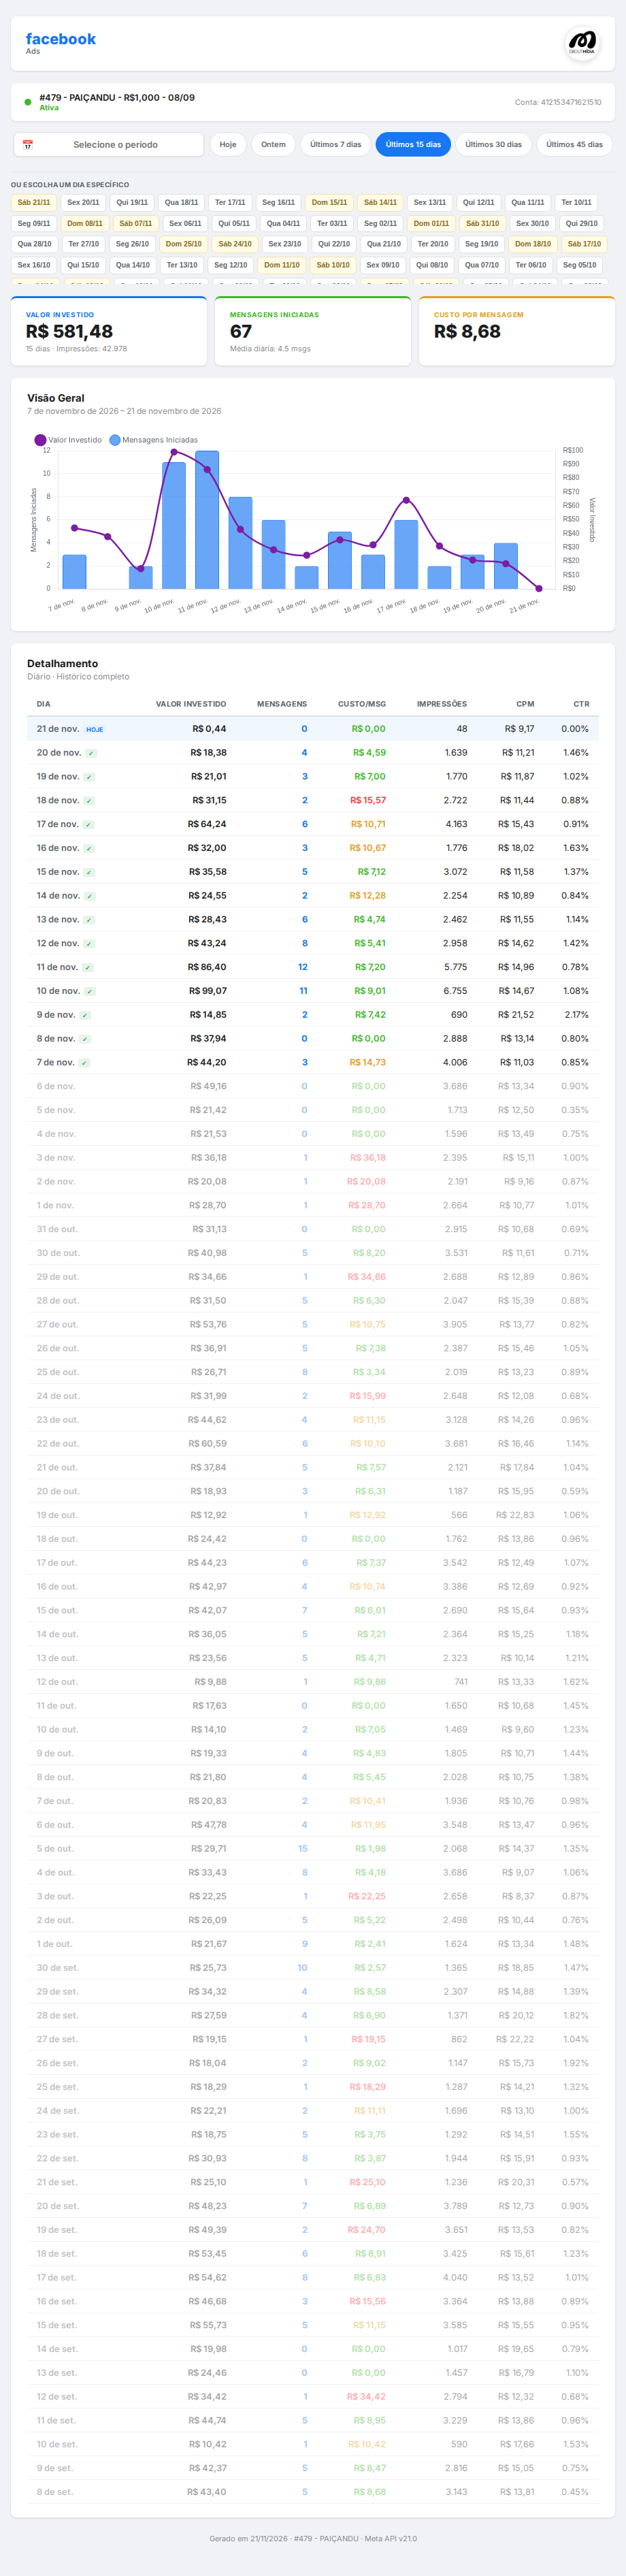 facebook
Ads
#479 - PAIÇANDU - R$1,000 - 08/09
Ativa
Conta: 412153471621510
Selecione o período
Hoje
Ontem
Últimos 7 dias
Últimos 15 dias
Últimos 30 dias
Últimos 45 dias
OU ESCOLHA UM DIA ESPECÍFICO
Sáb 21/11 Sex 20/11 Qui 19/11 Qua 18/11 Ter 17/11 Seg 16/11 Dom 15/11 Sáb 14/11 Sex 13/11 Qui 12/11 Qua 11/11 Ter 10/11
Seg 09/11 Dom 08/11 Sáb 07/11 Sex 06/11 Qui 05/11 Qua 04/11 Ter 03/11 Seg 02/11 Dom 01/11 Sáb 31/10 Sex 30/10 Qui 29/10
Qua 28/10 Ter 27/10 Seg 26/10 Dom 25/10 Sáb 24/10 Sex 23/10 Qui 22/10 Qua 21/10 Ter 20/10 Seg 19/10 Dom 18/10 Sáb 17/10
Sex 16/10 Qui 15/10 Qua 14/10 Ter 13/10 Seg 12/10 Dom 11/10 Sáb 10/10 Sex 09/10 Qui 08/10 Qua 07/10 Ter 06/10 Seg 05/10
VALOR INVESTIDO
R$ 581,48
15 dias · Impressões: 42.978
MENSAGENS INICIADAS
67
Média diária: 4.5 msgs
CUSTO POR MENSAGEM
R$ 8,68
Visão Geral
7 de novembro de 2026 – 21 de novembro de 2026
Valor Investido Mensagens Iniciadas
Mensagens Iniciadas
12
10
8
6
4
2
0
R$100
R$90
R$80
R$70
R$60
R$50
R$40
R$30
R$20
R$10
R$0
Valor Investido
7 de nov. 8 de nov. 9 de nov. 10 de nov. 11 de nov. 12 de nov. 13 de nov. 14 de nov. 15 de nov. 16 de nov. 17 de nov. 18 de nov. 19 de nov. 20 de nov. 21 de nov.
Detalhamento
Diário · Histórico completo
DIA VALOR INVESTIDO MENSAGENS CUSTO/MSG IMPRESSÕES CPM CTR
21 de nov. HOJE R$ 0,44 0 R$ 0,00 48 R$ 9,17 0.00%
20 de nov. ✓ R$ 18,38 4 R$ 4,59 1.639 R$ 11,21 1.46%
19 de nov. ✓ R$ 21,01 3 R$ 7,00 1.770 R$ 11,87 1.02%
18 de nov. ✓ R$ 31,15 2 R$ 15,57 2.722 R$ 11,44 0.88%
17 de nov. ✓ R$ 64,24 6 R$ 10,71 4.163 R$ 15,43 0.91%
16 de nov. ✓ R$ 32,00 3 R$ 10,67 1.776 R$ 18,02 1.63%
15 de nov. ✓ R$ 35,58 5 R$ 7,12 3.072 R$ 11,58 1.37%
14 de nov. ✓ R$ 24,55 2 R$ 12,28 2.254 R$ 10,89 0.84%
13 de nov. ✓ R$ 28,43 6 R$ 4,74 2.462 R$ 11,55 1.14%
12 de nov. ✓ R$ 43,24 8 R$ 5,41 2.958 R$ 14,62 1.42%
11 de nov. ✓ R$ 86,40 12 R$ 7,20 5.775 R$ 14,96 0.78%
10 de nov. ✓ R$ 99,07 11 R$ 9,01 6.755 R$ 14,67 1.08%
9 de nov. ✓ R$ 14,85 2 R$ 7,42 690 R$ 21,52 2.17%
8 de nov. ✓ R$ 37,94 0 R$ 0,00 2.888 R$ 13,14 0.80%
7 de nov. ✓ R$ 44,20 3 R$ 14,73 4.006 R$ 11,03 0.85%
6 de nov. R$ 49,16 0 R$ 0,00 3.686 R$ 13,34 0.90%
5 de nov. R$ 21,42 0 R$ 0,00 1.713 R$ 12,50 0.35%
4 de nov. R$ 21,53 0 R$ 0,00 1.596 R$ 13,49 0.75%
3 de nov. R$ 36,18 1 R$ 36,18 2.395 R$ 15,11 1.00%
2 de nov. R$ 20,08 1 R$ 20,08 2.191 R$ 9,16 0.87%
1 de nov. R$ 28,70 1 R$ 28,70 2.664 R$ 10,77 1.01%
31 de out. R$ 31,13 0 R$ 0,00 2.915 R$ 10,68 0.69%
30 de out. R$ 40,98 5 R$ 8,20 3.531 R$ 11,61 0.71%
29 de out. R$ 34,66 1 R$ 34,66 2.688 R$ 12,89 0.86%
28 de out. R$ 31,50 5 R$ 6,30 2.047 R$ 15,39 0.88%
27 de out. R$ 53,76 5 R$ 10,75 3.905 R$ 13,77 0.82%
26 de out. R$ 36,91 5 R$ 7,38 2.387 R$ 15,46 1.05%
25 de out. R$ 26,71 8 R$ 3,34 2.019 R$ 13,23 0.89%
24 de out. R$ 31,99 2 R$ 15,99 2.648 R$ 12,08 0.68%
23 de out. R$ 44,62 4 R$ 11,15 3.128 R$ 14,26 0.96%
22 de out. R$ 60,59 6 R$ 10,10 3.681 R$ 16,46 1.14%
21 de out. R$ 37,84 5 R$ 7,57 2.121 R$ 17,84 1.04%
20 de out. R$ 18,93 3 R$ 6,31 1.187 R$ 15,95 0.59%
19 de out. R$ 12,92 1 R$ 12,92 566 R$ 22,83 1.06%
18 de out. R$ 24,42 0 R$ 0,00 1.762 R$ 13,86 0.96%
17 de out. R$ 44,23 6 R$ 7,37 3.542 R$ 12,49 1.07%
16 de out. R$ 42,97 4 R$ 10,74 3.386 R$ 12,69 0.92%
15 de out. R$ 42,07 7 R$ 6,01 2.690 R$ 15,64 0.93%
14 de out. R$ 36,05 5 R$ 7,21 2.364 R$ 15,25 1.18%
13 de out. R$ 23,56 5 R$ 4,71 2.323 R$ 10,14 1.21%
12 de out. R$ 9,88 1 R$ 9,88 741 R$ 13,33 1.62%
11 de out. R$ 17,63 0 R$ 0,00 1.650 R$ 10,68 1.45%
10 de out. R$ 14,10 2 R$ 7,05 1.469 R$ 9,60 1.23%
9 de out. R$ 19,33 4 R$ 4,83 1.805 R$ 10,71 1.44%
8 de out. R$ 21,80 4 R$ 5,45 2.028 R$ 10,75 1.38%
7 de out. R$ 20,83 2 R$ 10,41 1.936 R$ 10,76 0.98%
6 de out. R$ 47,78 4 R$ 11,95 3.548 R$ 13,47 0.96%
5 de out. R$ 29,71 15 R$ 1,98 2.068 R$ 14,37 1.35%
4 de out. R$ 33,43 8 R$ 4,18 3.686 R$ 9,07 1.06%
3 de out. R$ 22,25 1 R$ 22,25 2.658 R$ 8,37 0.87%
2 de out. R$ 26,09 5 R$ 5,22 2.498 R$ 10,44 0.76%
1 de out. R$ 21,67 9 R$ 2,41 1.624 R$ 13,34 1.48%
30 de set. R$ 25,73 10 R$ 2,57 1.365 R$ 18,85 1.47%
29 de set. R$ 34,32 4 R$ 8,58 2.307 R$ 14,88 1.39%
28 de set. R$ 27,59 4 R$ 6,90 1.371 R$ 20,12 1.82%
27 de set. R$ 19,15 1 R$ 19,15 862 R$ 22,22 1.04%
26 de set. R$ 18,04 2 R$ 9,02 1.147 R$ 15,73 1.92%
25 de set. R$ 18,29 1 R$ 18,29 1.287 R$ 14,21 1.32%
24 de set. R$ 22,21 2 R$ 11,11 1.696 R$ 13,10 1.00%
23 de set. R$ 18,75 5 R$ 3,75 1.292 R$ 14,51 1.55%
22 de set. R$ 30,93 8 R$ 3,87 1.944 R$ 15,91 0.93%
21 de set. R$ 25,10 1 R$ 25,10 1.236 R$ 20,31 0.57%
20 de set. R$ 48,23 7 R$ 6,89 3.789 R$ 12,73 0.90%
19 de set. R$ 49,39 2 R$ 24,70 3.651 R$ 13,53 0.82%
18 de set. R$ 53,45 6 R$ 8,91 3.425 R$ 15,61 1.23%
17 de set. R$ 54,62 8 R$ 6,83 4.040 R$ 13,52 1.01%
16 de set. R$ 46,68 3 R$ 15,56 3.364 R$ 13,88 0.89%
15 de set. R$ 55,73 5 R$ 11,15 3.585 R$ 15,55 0.95%
14 de set. R$ 19,98 0 R$ 0,00 1.017 R$ 19,65 0.79%
13 de set. R$ 24,46 0 R$ 0,00 1.457 R$ 16,79 1.10%
12 de set. R$ 34,42 1 R$ 34,42 2.794 R$ 12,32 0.68%
11 de set. R$ 44,74 5 R$ 8,95 3.229 R$ 13,86 0.96%
10 de set. R$ 10,42 1 R$ 10,42 590 R$ 17,66 1.53%
9 de set. R$ 42,37 5 R$ 8,47 2.816 R$ 15,05 0.75%
8 de set. R$ 43,40 5 R$ 8,68 3.143 R$ 13,81 0.45%
Gerado em 21/11/2026 · #479 - PAIÇANDU · Meta API v21.0